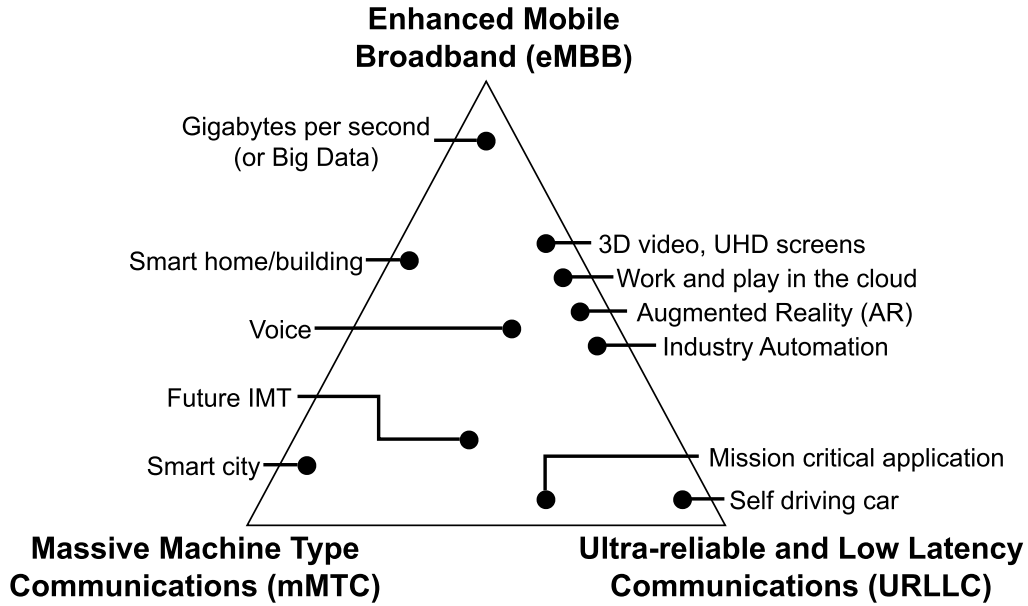 Enhanced Mobile
Broadband (eMBB)
Gigabytes per second
(or Big Data)
3D video, UHD screens
Smart home/building
Work and play in the cloud
Augmented Reality (AR)
Voice
Industry Automation
Future IMT
Smart city
Mission critical application
Self driving car
Massive Machine Type
Communications (mMTC)
Ultra-reliable and Low Latency
Communications (URLLC)